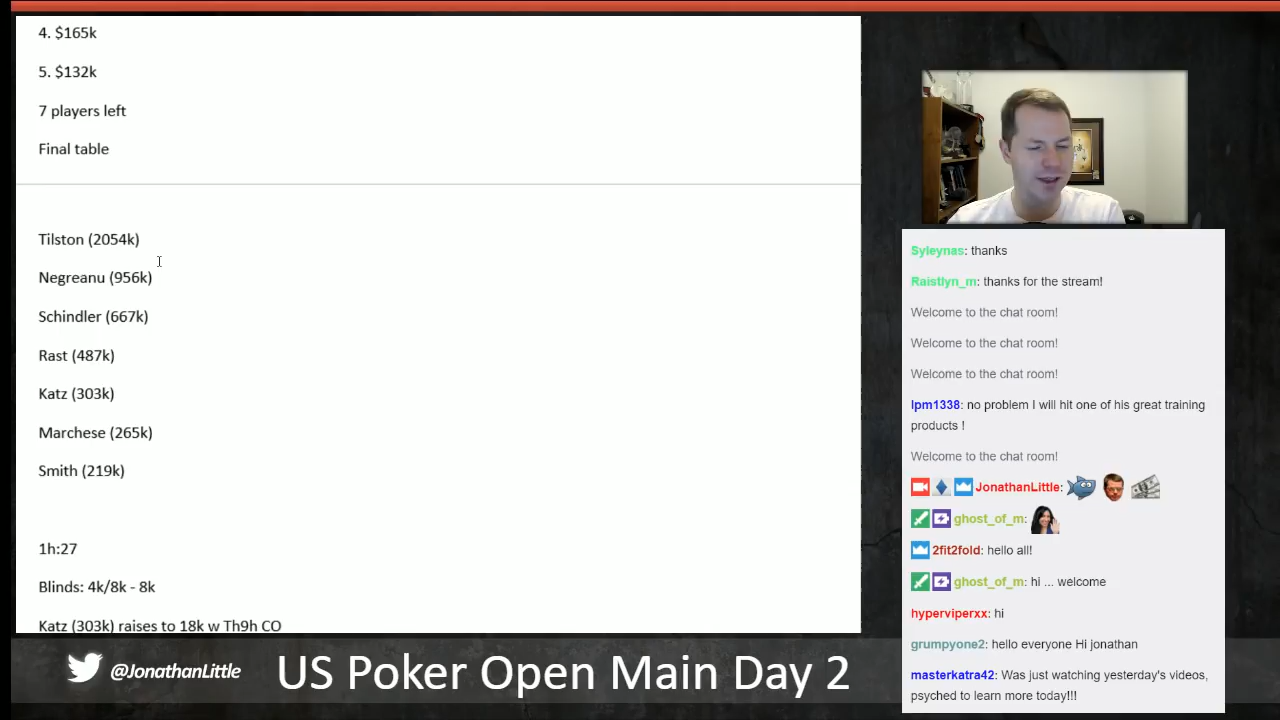 4. $165k
5. $132k
7 players left
Final table
Tilston (2054k)
Negreanu (956k)
Schindler (667k)
Rast (487k)
Katz (303k)
Marchese (265k)
Smith (219k)
1h:27
Blinds: 4k/8k - 8k
Katz (303k) raises to 18k w Th9h CO
Syleynas: thanks
Raistlyn_m: thanks for the stream!
Welcome to the chat room!
Welcome to the chat room!
Welcome to the chat room!
lpm1338: no problem I will hit one of his great training
products !
Welcome to the chat room!
JonathanLittle:
ghost_of_m:
2fit2fold: hello all!
ghost_of_m: hi ... welcome
hyperviperxx: hi
grumpyone2: hello everyone Hi jonathan
masterkatra42: Was just watching yesterday's videos,
psyched to learn more today!!!
@JonathanLittle
US Poker Open Main Day 2